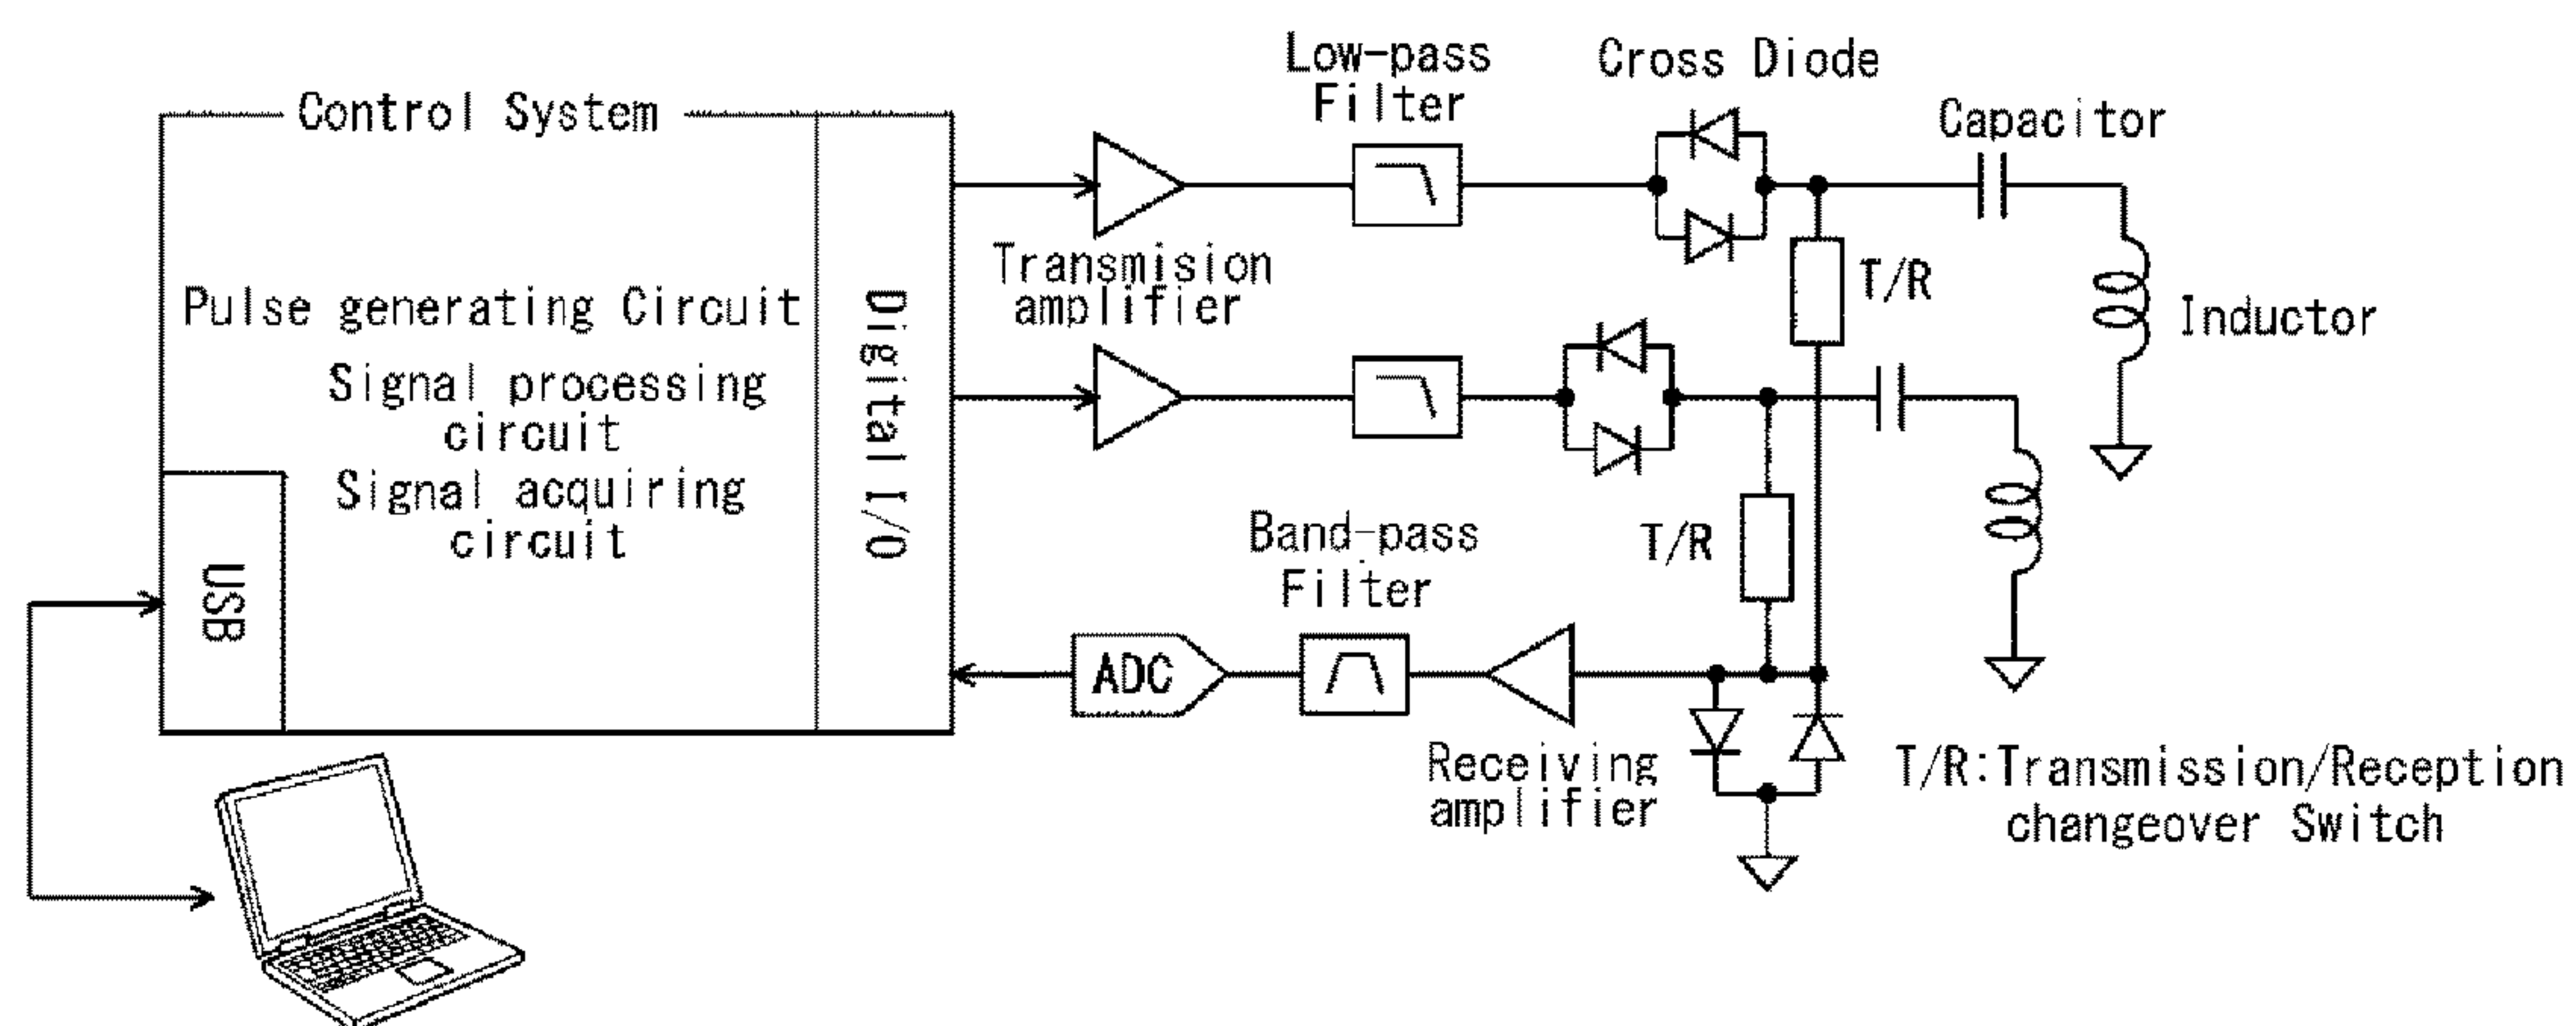 Control System
Pulse generating Circuit
Signal processing
circuit
Signal acquiring
circuit
USB
Digital I/O
Transmision
amplifier
Low-pass
Filter
Cross Diode
Capacitor
T/R
Inductor
T/R
Band-pass
Filter
ADC
Receiving
amplifier
T/R:Transmission/Reception
changeover Switch